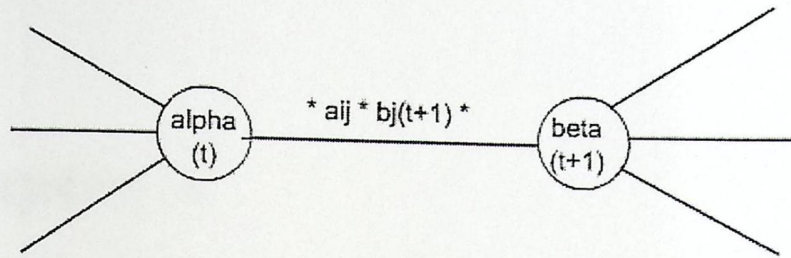 * aij * bj(t+1) *
alpha
(t)
beta
(t+1)